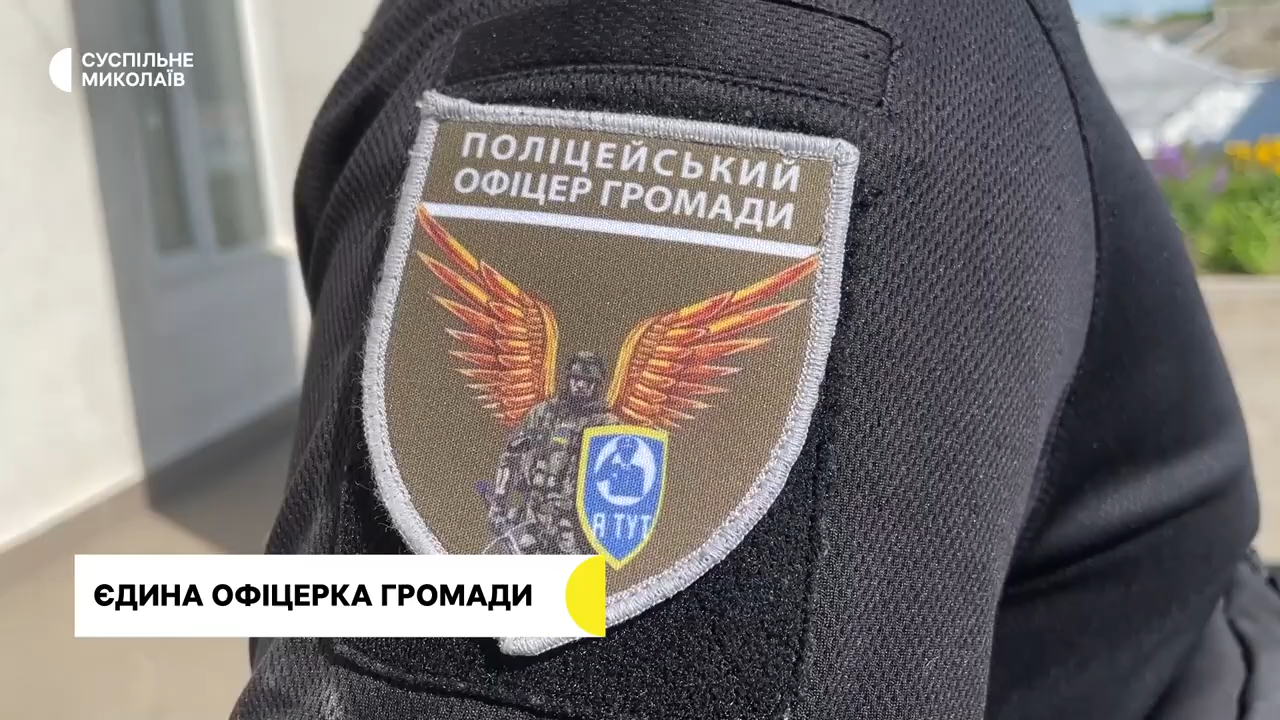 СУСПІЛЬНЕ
МИКОЛАЇВ
ПОЛІЦЕЙСЬКИЙ
ОФІЦЕР ГРОМАДИ
Я ТУТ
ЄДИНА ОФІЦЕРКА ГРОМАДИ